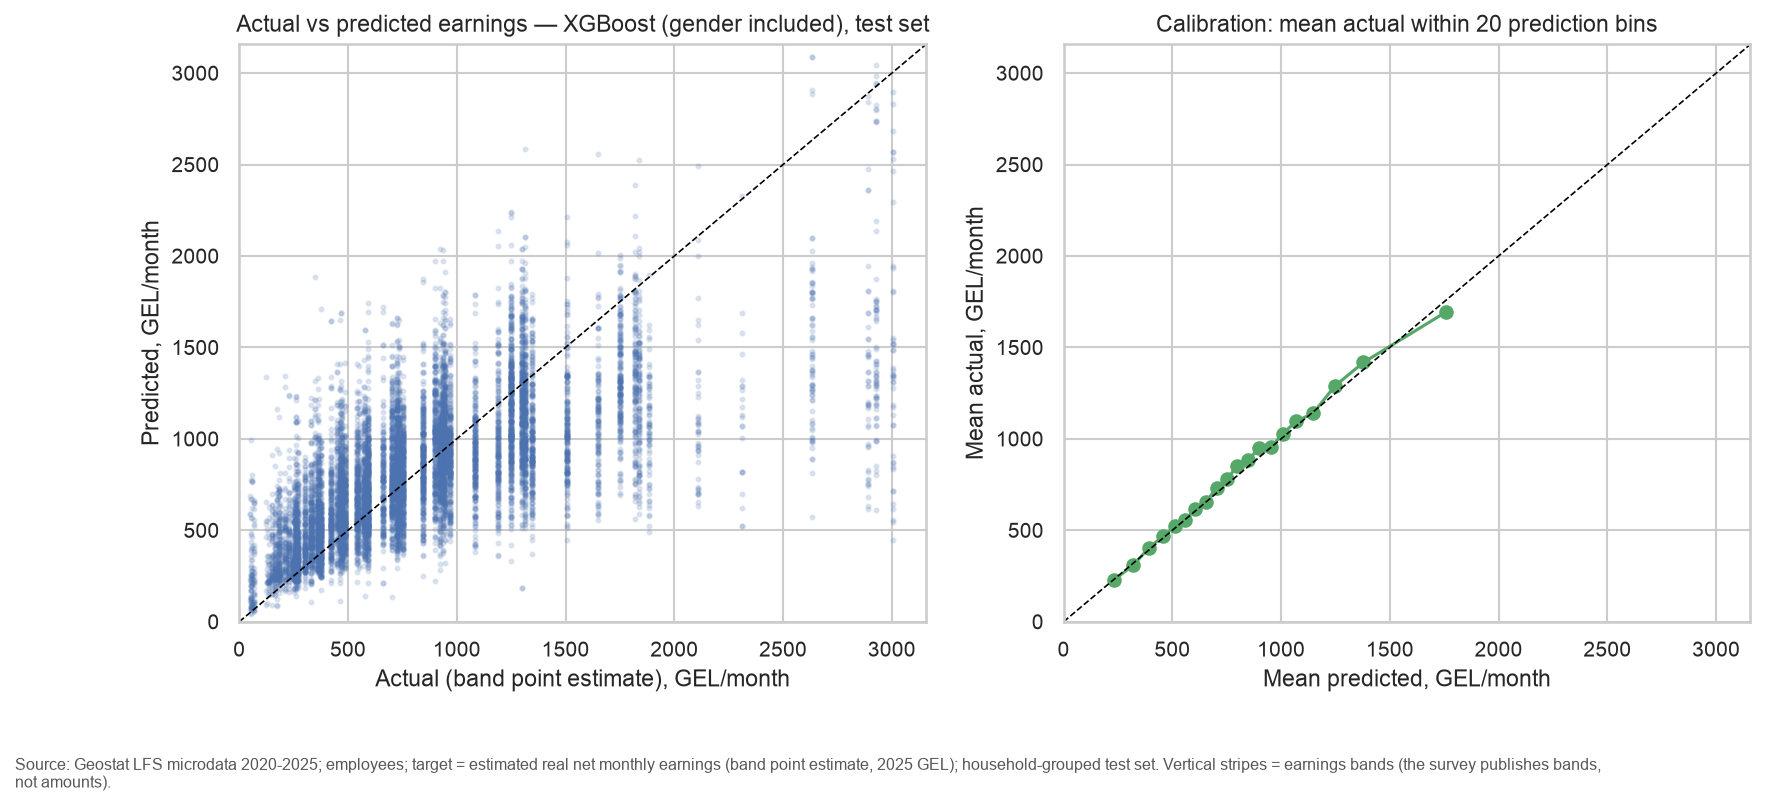 Actual vs predicted earnings — XGBoost (gender included), test set
3000
2500
2000
1500
1000
500
0
Predicted, GEL/month
0 500 1000 1500 2000 2500 3000
Actual (band point estimate), GEL/month
Calibration: mean actual within 20 prediction bins
3000
2500
2000
1500
1000
500
0
Mean actual, GEL/month
0 500 1000 1500 2000 2500 3000
Mean predicted, GEL/month
Source: Geostat LFS microdata 2020-2025; employees; target = estimated real net monthly earnings (band point estimate, 2025 GEL); household-grouped test set. Vertical stripes = earnings bands (the survey publishes bands,
not amounts).